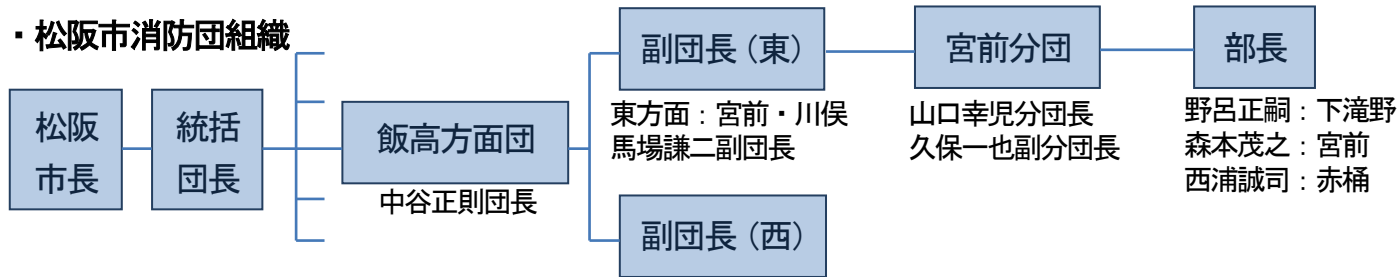 ・松阪市消防団組織
松阪
市長
統括
団長
飯高方面団
中谷正則団長
副団長（東）
東方面：宮前・川俣
馬場謙二副団長
副団長（西）
宮前分団
山口幸児分団長
久保一也副分団長
部長
野呂正嗣：下滝野
森本茂之：宮前
西浦誠司：赤桶